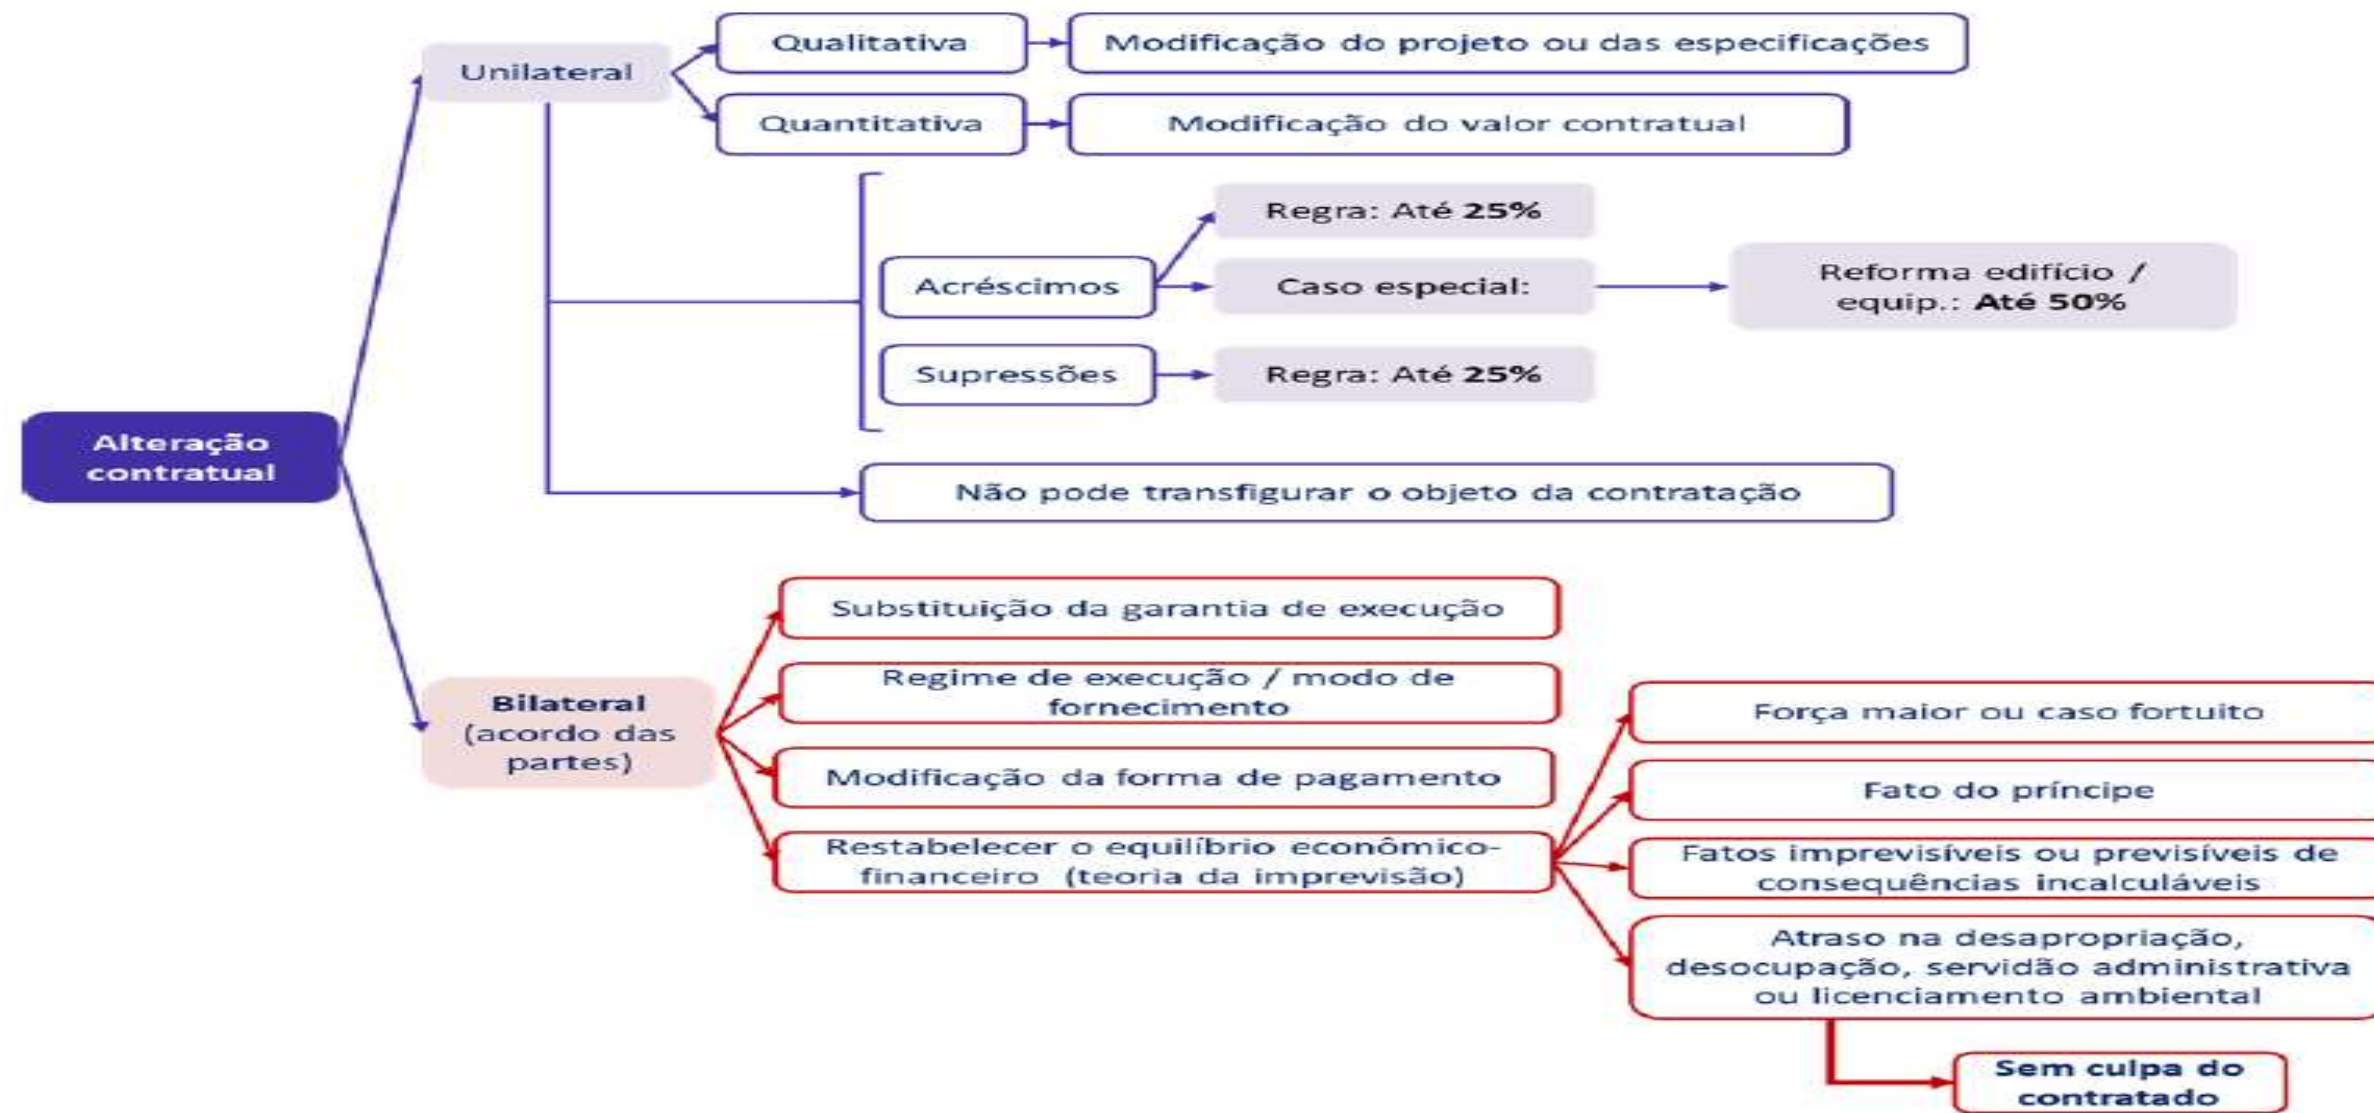 Alteração
contratual
Unilateral
Qualitativa
Modificação do projeto ou das especificações
Quantitativa
Modificação do valor contratual
Acréscimos
Regra: Até 25%
Caso especial:
Reforma edifício /
equip.: Até 50%
Supressões
Regra: Até 25%
Não pode transfigurar o objeto da contratação
Bilateral
(acordo das
partes)
Substituição da garantia de execução
Regime de execução / modo de
fornecimento
Modificação da forma de pagamento
Restabelecer o equilíbrio econômico-
financeiro (teoria da imprevisão)
Força maior ou caso fortuito
Fato do príncipe
Fatos imprevisíveis ou previsíveis de
consequências incalculáveis
Atraso na desapropriação,
desocupação, servidão administrativa
ou licenciamento ambiental
Sem culpa do
contratado